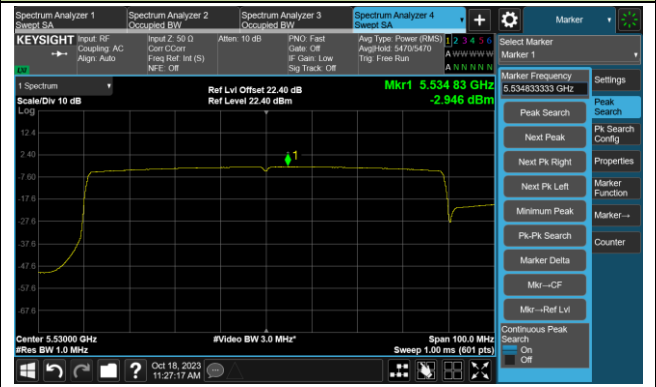 Spectrum Analyzer 1
Swept SA
Spectrum Analyzer 2
Occupied BW
Spectrum Analyzer 3
Occupied BW
Spectrum Analyzer 4
Swept SA
Marker
KEYSIGHT
Input: RF
Coupling: AC
Align: Auto
Input Z: 50 Ω
Corr CCorr
Freq Ref: Int (S)
NFE: Off
Atten: 10 dB
PNO: Fast
Gate: Off
IF Gain: Low
Sig Track: Off
Avg Type: Power (RMS)
Avg|Hold: 5470/5470
Trig: Free Run
1 2 3 4 5 6
A W W W W W
A N N N N N
Select Marker
Marker 1
1 Spectrum
Scale/Div 10 dB
Log
Ref Lvl Offset 22.40 dB
Ref Level 22.40 dBm
Mkr1 5.534 83 GHz
-2.946 dBm
12.4
2.40
-7.60
-17.6
-27.6
-37.6
-47.6
-57.6
-67.6
1
Center 5.53000 GHz
#Res BW 1.0 MHz
#Video BW 3.0 MHz*
Span 100.0 MHz
Sweep 1.00 ms (601 pts)
Marker Frequency
5.534833333 GHz
Peak Search
Next Peak
Next Pk Right
Next Pk Left
Minimum Peak
Pk-Pk Search
Marker Delta
Mkr→CF
Mkr→Ref Lvl
Continuous Peak
Search
On
Off
Settings
Peak
Search
Pk Search
Config
Properties
Marker
Function
Marker→
Counter
?
Oct 18, 2023
11:27:17 AM